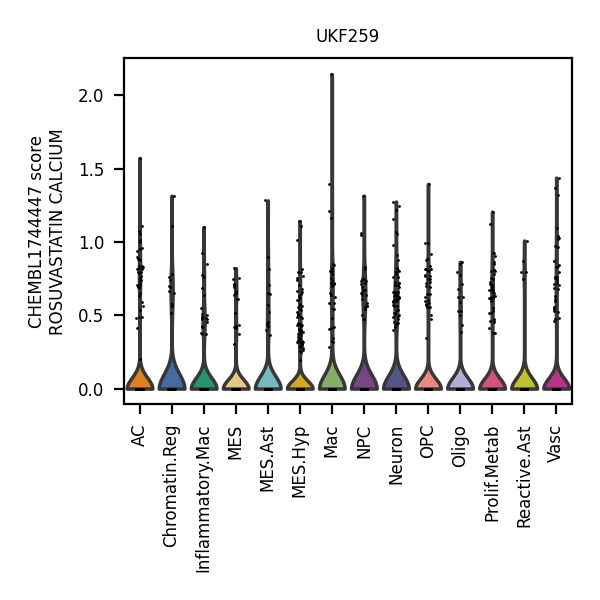 UKF259
CHEMBL1744447 score
ROSUVASTATIN CALCIUM
2.0
1.5
1.0
0.5
0.0
AC
Chromatin.Reg
Inflammatory.Mac
MES
MES.Ast
MES.Hyp
Mac
NPC
Neuron
OPC
Oligo
Prolif.Metab
Reactive.Ast
Vasc